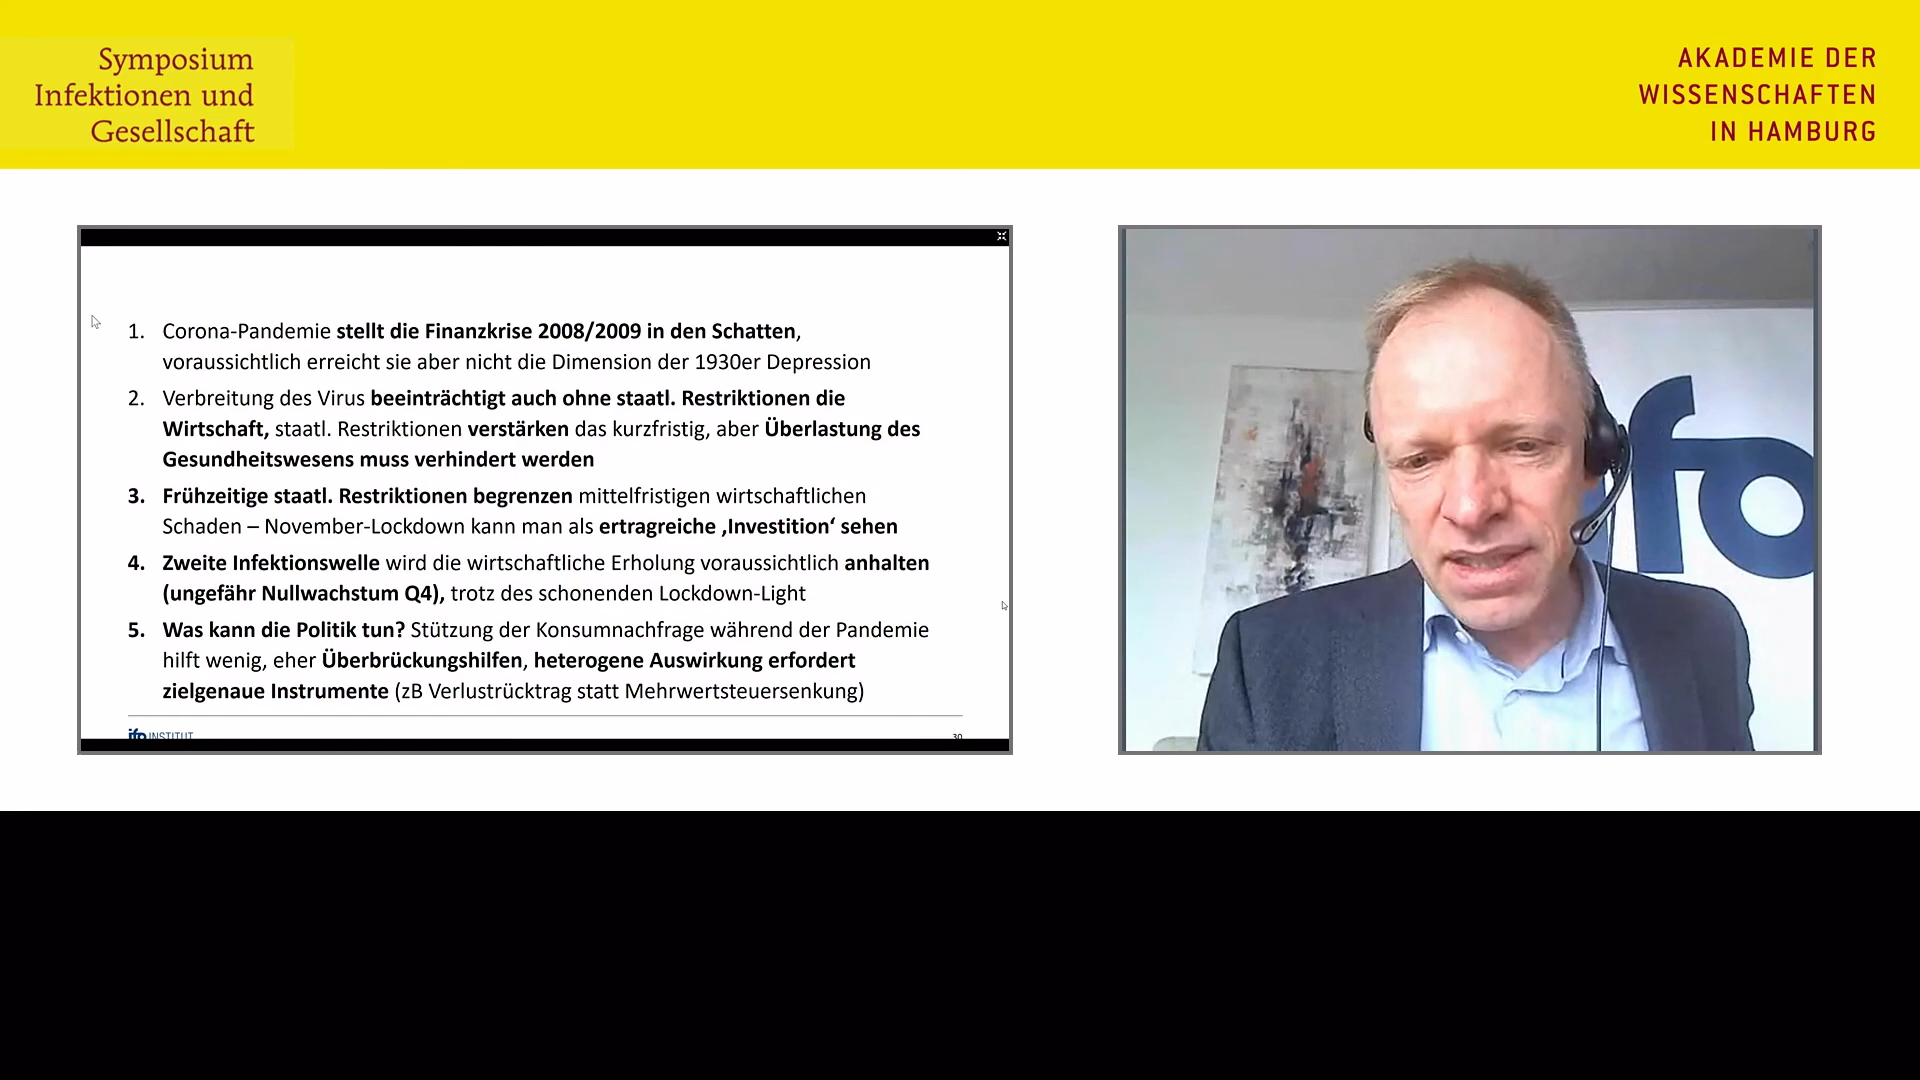 Symposium
Infektionen und
Gesellschaft
AKADEMIE DER
WISSENSCHAFTEN
IN HAMBURG
1. Corona-Pandemie stellt die Finanzkrise 2008/2009 in den Schatten,
voraussichtlich erreicht sie aber nicht die Dimension der 1930er Depression
2. Verbreitung des Virus beeinträchtigt auch ohne staatl. Restriktionen die
Wirtschaft, staatl. Restriktionen verstärken das kurzfristig, aber Überlastung des
Gesundheitswesens muss verhindert werden
3. Frühzeitige staatl. Restriktionen begrenzen mittelfristigen wirtschaftlichen
Schaden – November-Lockdown kann man als ertragreiche ‚Investition‘ sehen
4. Zweite Infektionswelle wird die wirtschaftliche Erholung voraussichtlich anhalten
(ungefähr Nullwachstum Q4), trotz des schonenden Lockdown-Light
5. Was kann die Politik tun? Stützung der Konsumnachfrage während der Pandemie
hilft wenig, eher Überbrückungshilfen, heterogene Auswirkung erfordert
zielgenaue Instrumente (zB Verlustrücktrag statt Mehrwertsteuersenkung)
ifo INSTITUT
30
ifo